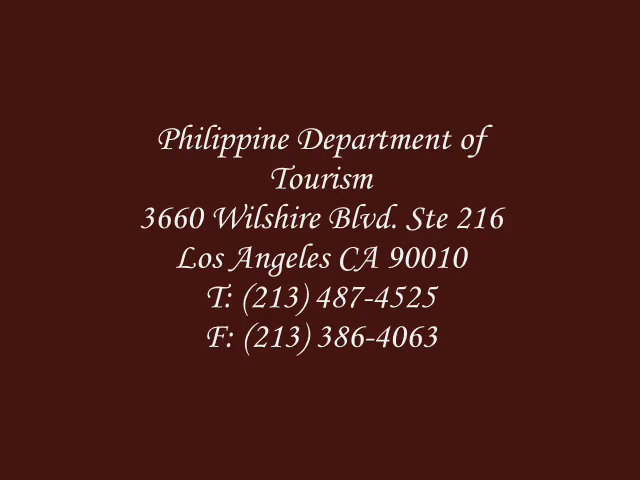 Philippine Department of
Tourism
3660 Wilshire Blvd. Ste 216
Los Angeles CA 90010
T: (213) 487-4525
F: (213) 386-4063